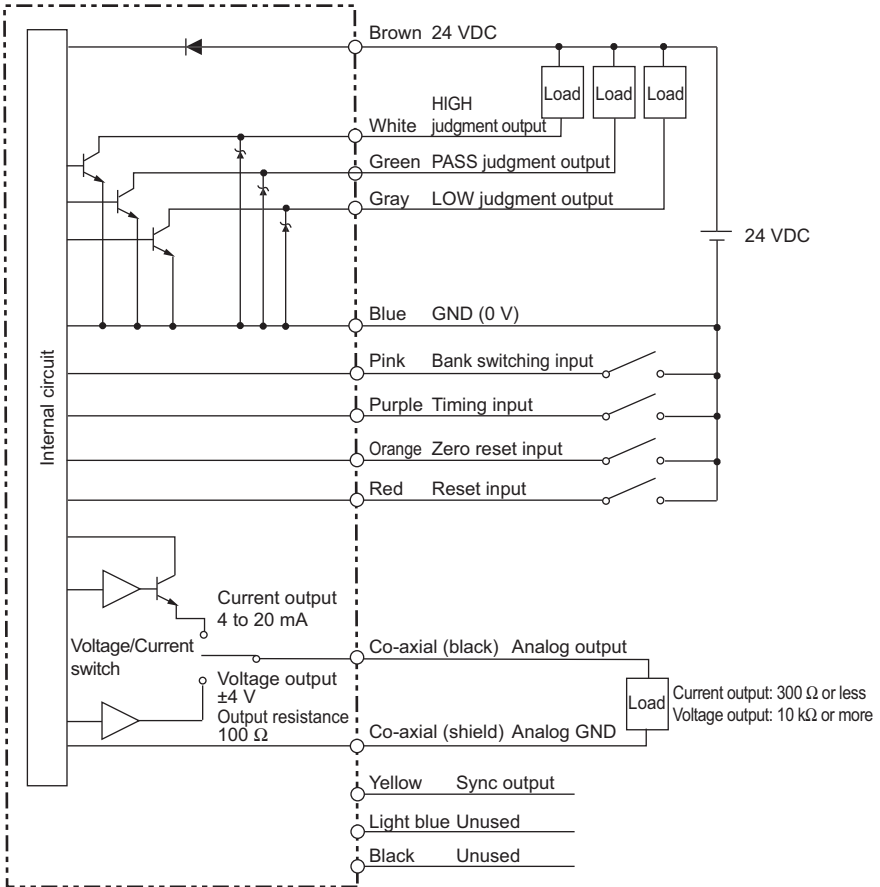 Brown 24 VDC
Load Load Load
HIGH
White judgment output
Green PASS judgment output
Gray LOW judgment output
24 VDC
Blue GND (0 V)
Pink Bank switching input
Purple Timing input
Orange Zero reset input
Red Reset input
Internal circuit
Current output
4 to 20 mA
Voltage/Current
switch
Co-axial (black) Analog output
Voltage output
±4 V
Output resistance
100 Ω
Load
Current output: 300 Ω or less
Voltage output: 10 kΩ or more
Co-axial (shield) Analog GND
Yellow Sync output
Light blue Unused
Black Unused